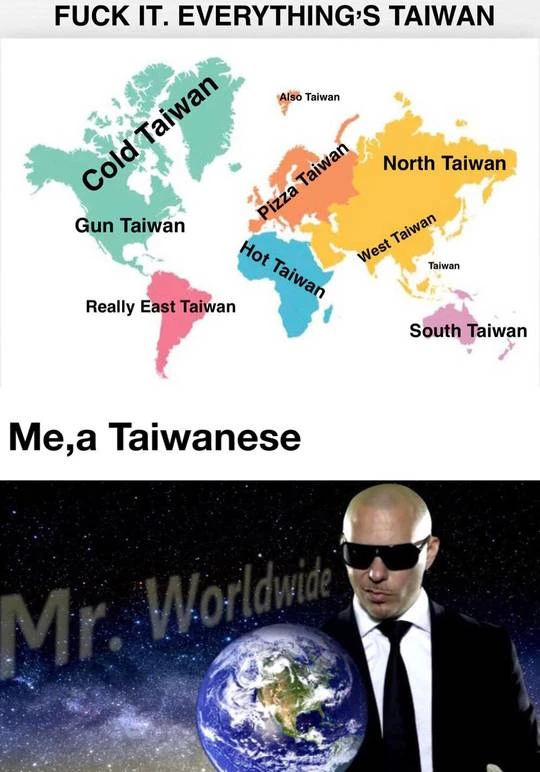 FUCK IT. EVERYTHING'S TAIWAN
Cold Taiwan
Also Taiwan
Pizza Taiwan
North Taiwan
Gun Taiwan
West Taiwan
Hot Taiwan
Taiwan
Really East Taiwan
South Taiwan
Me,a Taiwanese
Mr. Worldwide